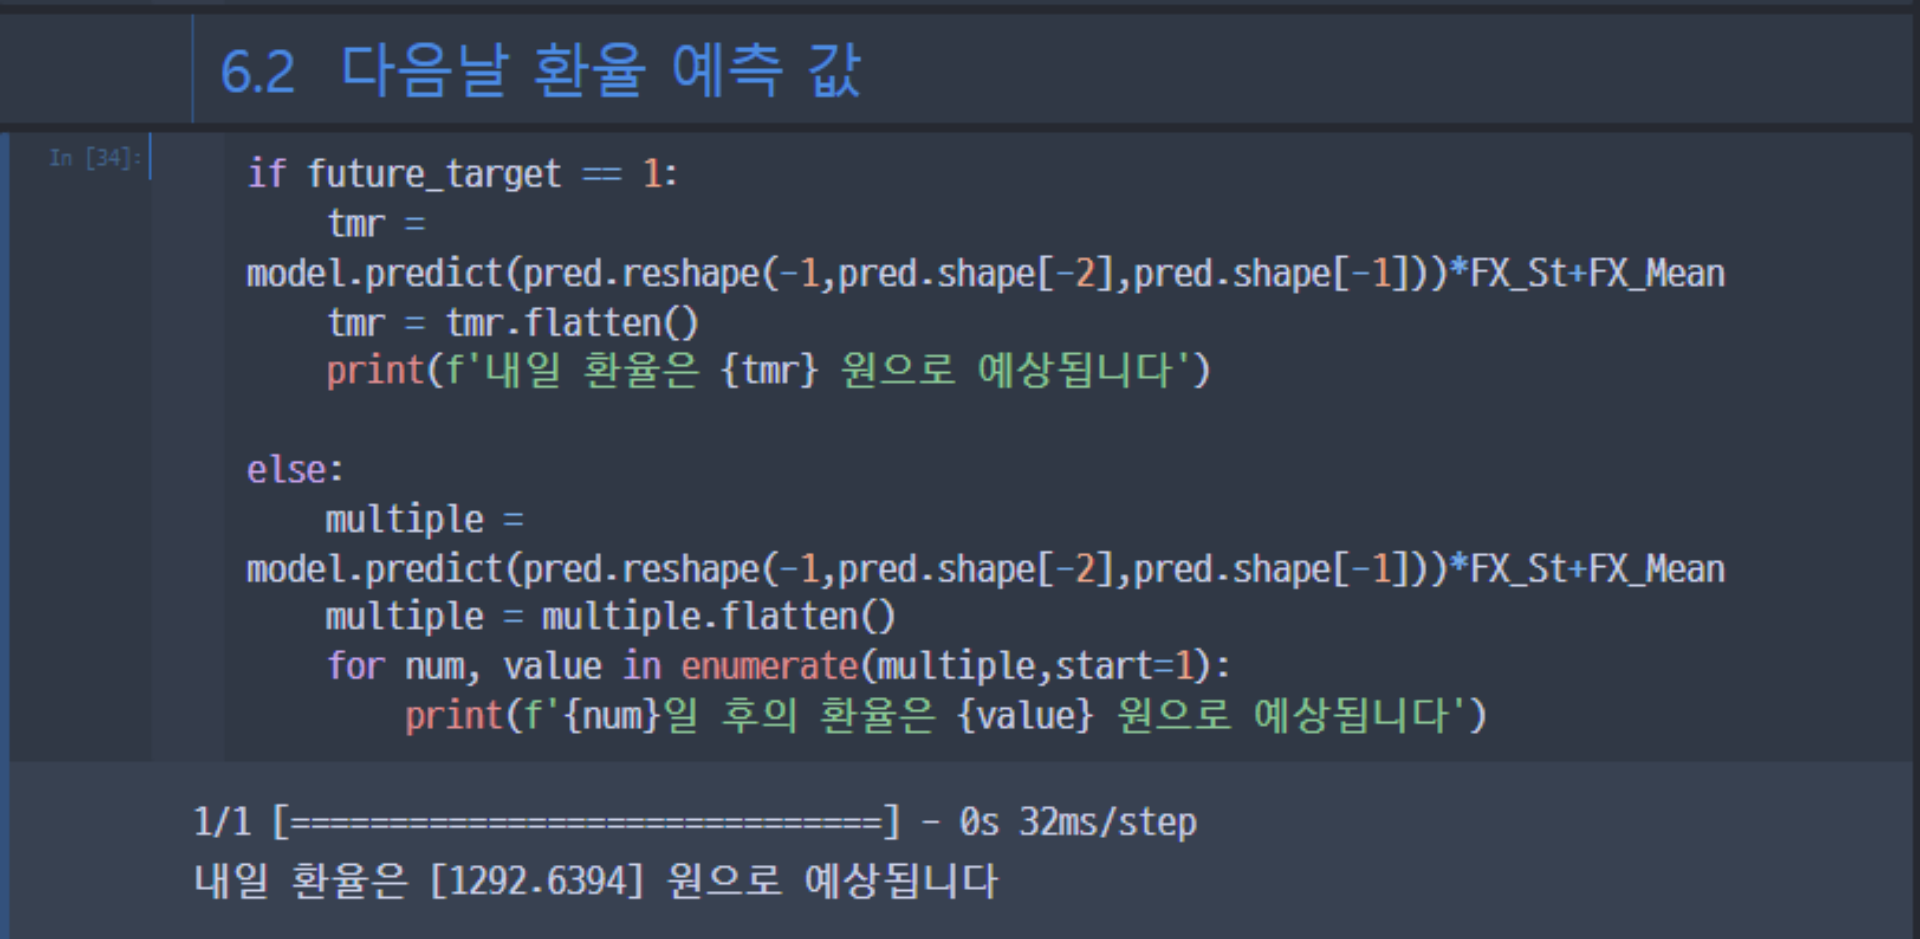 6.2 다음날 환율 예측 값
In [34]:
if future_target == 1:
    tmr =
model.predict(pred.reshape(-1,pred.shape[-2],pred.shape[-1]))*FX_St+FX_Mean
    tmr = tmr.flatten()
    print(f'내일 환율은 {tmr} 원으로 예상됩니다')
else:
    multiple =
model.predict(pred.reshape(-1,pred.shape[-2],pred.shape[-1]))*FX_St+FX_Mean
    multiple = multiple.flatten()
    for num, value in enumerate(multiple,start=1):
        print(f'{num}일 후의 환율은 {value} 원으로 예상됩니다')
1/1 [==============================] - 0s 32ms/step
내일 환율은 [1292.6394] 원으로 예상됩니다